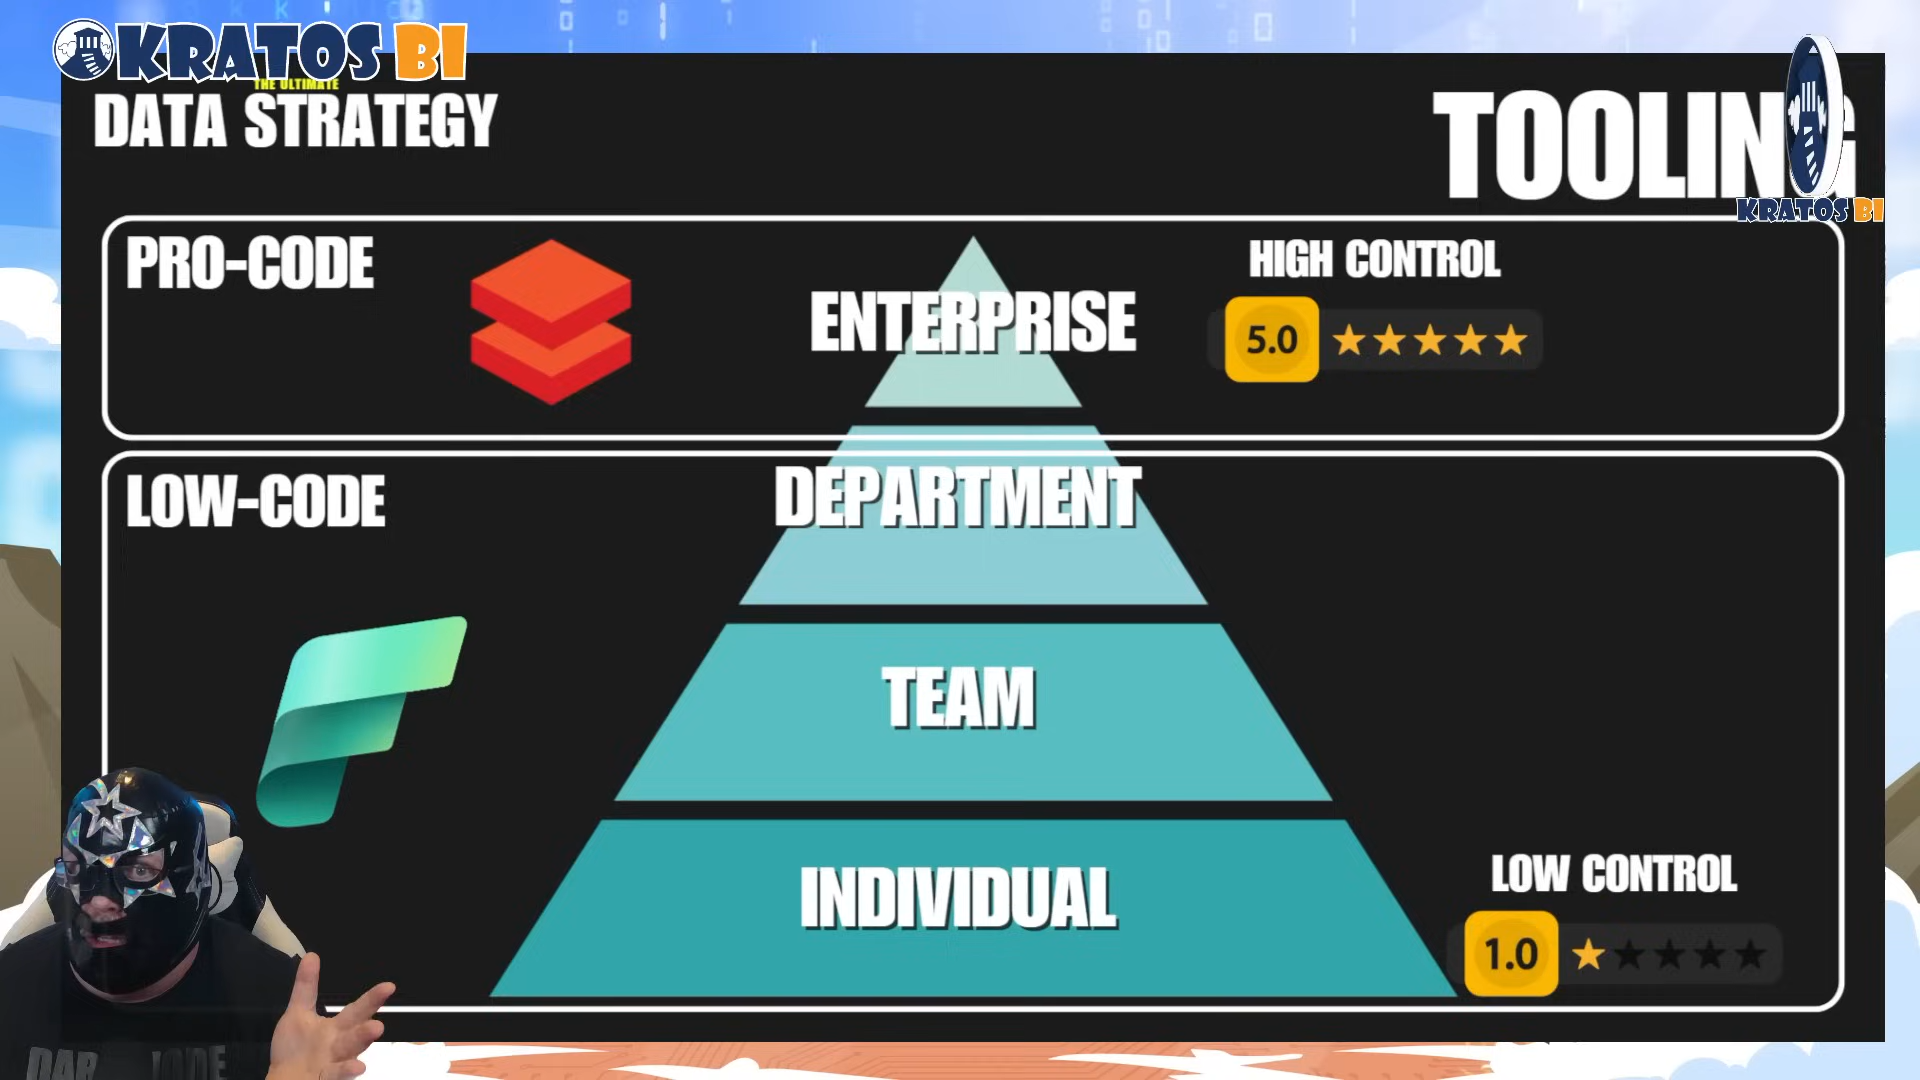 KRATOS BI
THE ULTIMATE
DATA STRATEGY
TOOLING
KRATOS BI
PRO-CODE
ENTERPRISE
HIGH CONTROL
5.0
LOW-CODE
DEPARTMENT
TEAM
INDIVIDUAL
LOW CONTROL
1.0